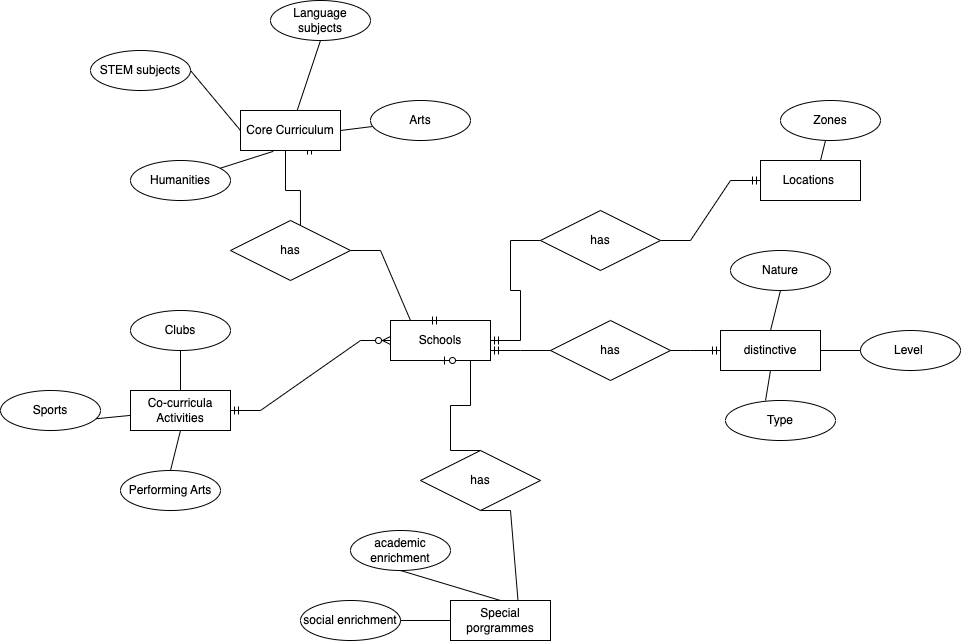 Language
subjects
STEM subjects
Arts
Core Curriculum
Zones
Humanities
Locations
has
has
Nature
Clubs
Schools
has
distinctive
Level
Co-curricula
Activities
Sports
Type
Performing Arts
has
academic
enrichment
social enrichment
Special
porgrammes